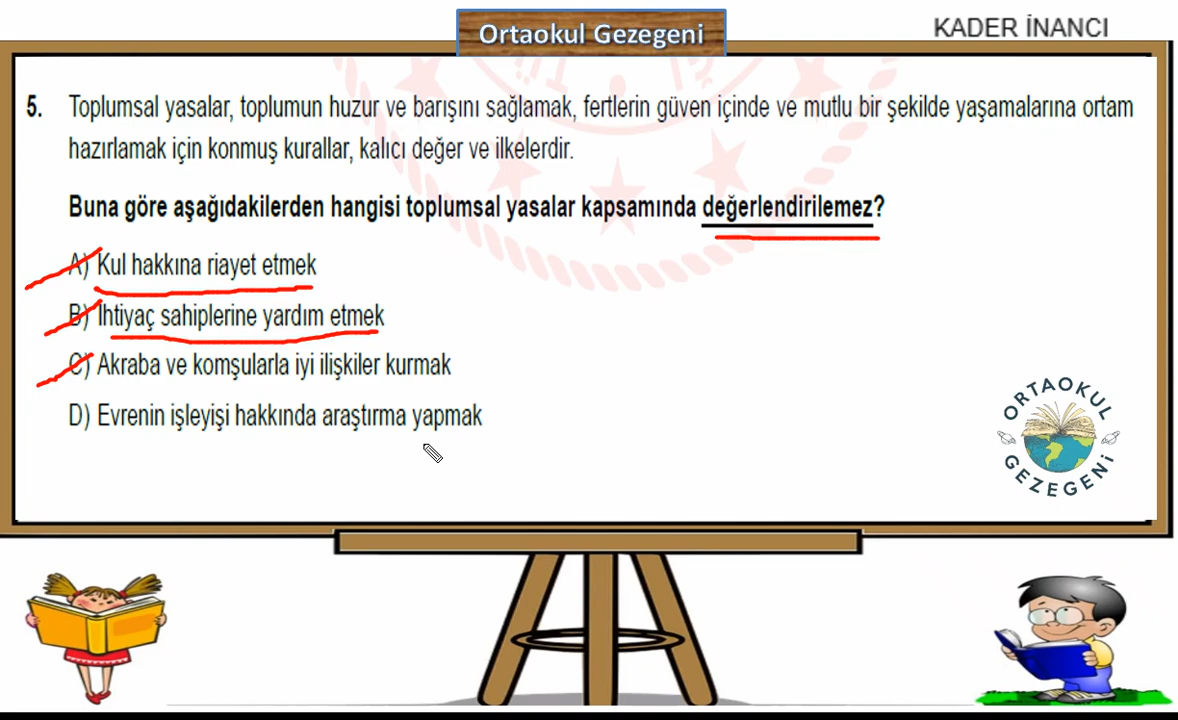 Ortaokul Gezegeni
KADER İNANCI
5. Toplumsal yasalar, toplumun huzur ve barışını sağlamak, fertlerin güven içinde ve mutlu bir şekilde yaşamalarına ortam
hazırlamak için konmuş kurallar, kalıcı değer ve ilkelerdir.
Buna göre aşağıdakilerden hangisi toplumsal yasalar kapsamında değerlendirilemez?
A) Kul hakkına riayet etmek
B) İhtiyaç sahiplerine yardım etmek
C) Akraba ve komşularla iyi ilişkiler kurmak
D) Evrenin işleyişi hakkında araştırma yapmak
ORTAOKUL
GEZEGENİ